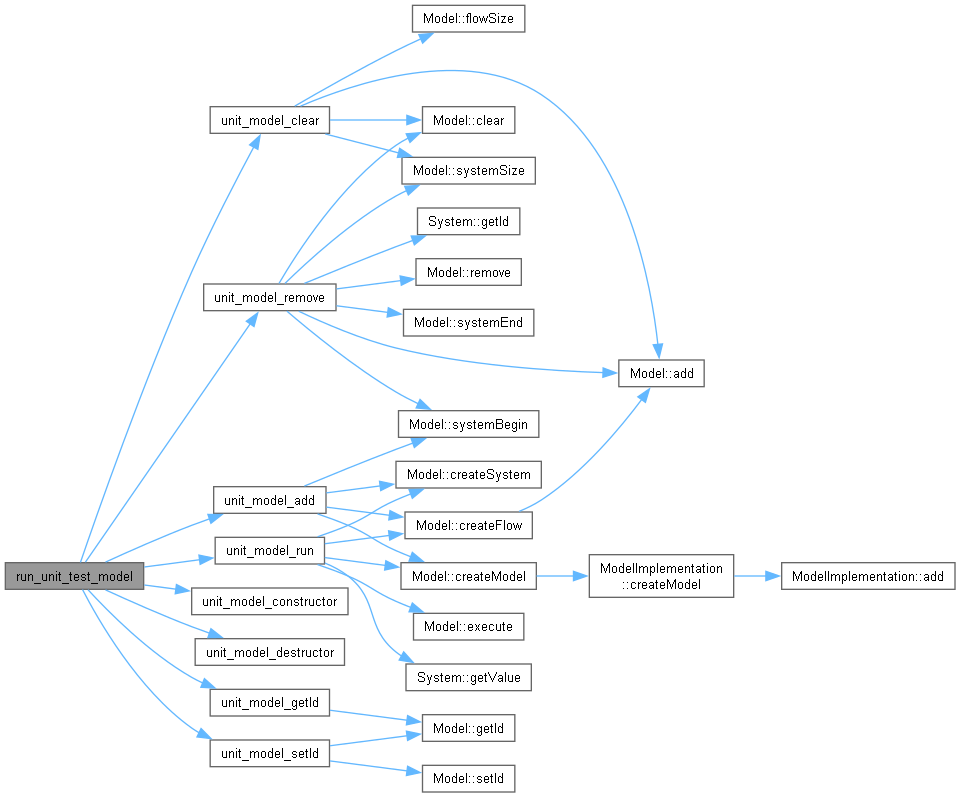 Model::flowSize
unit_model_clear
Model::clear
Model::systemSize
System::getId
Model::remove
unit_model_remove
Model::systemEnd
Model::add
Model::systemBegin
Model::createSystem
unit_model_add
Model::createFlow
unit_model_run
run_unit_test_model
Model::createModel
ModelImplementation
::createModel
ModelImplementation::add
unit_model_constructor
Model::execute
unit_model_destructor
System::getValue
unit_model_getId
Model::getId
unit_model_setId
Model::setId